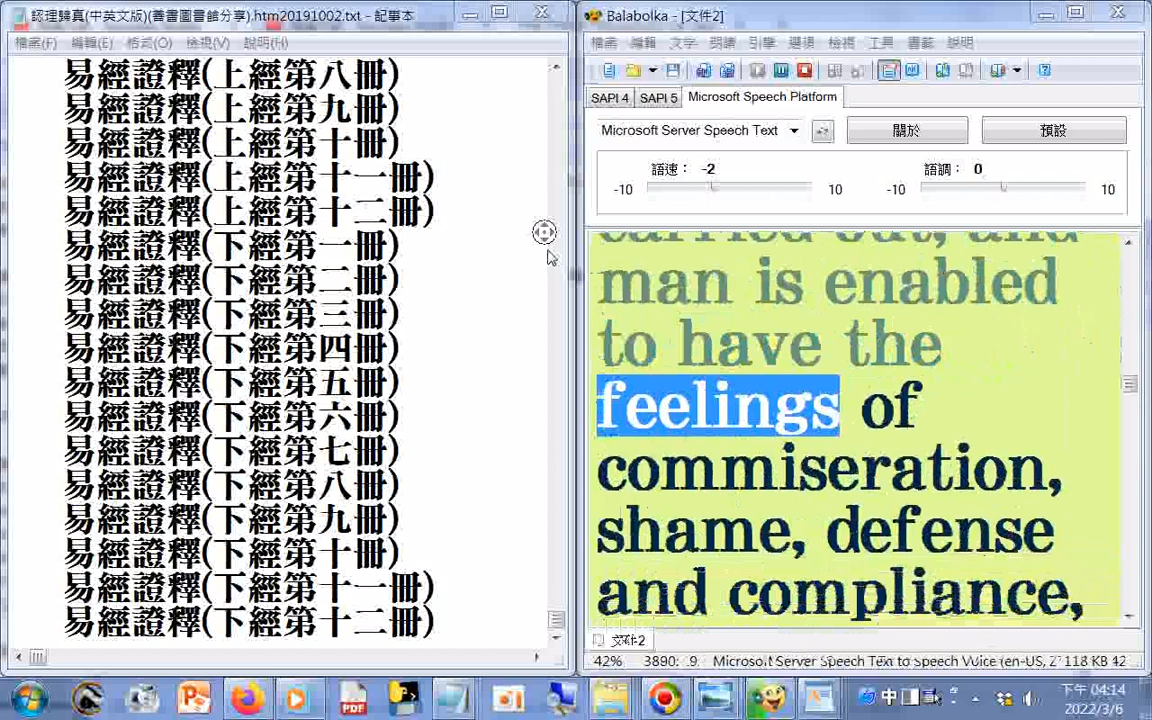 認理歸真(中英文版)(善書圖書館分享).htm20191002.txt - 記事本
檔案(F) 編輯(E) 格式(O) 檢視(V) 說明(H)
易經證釋(上經第八冊)
易經證釋(上經第九冊)
易經證釋(上經第十冊)
易經證釋(上經第十一冊)
易經證釋(上經第十二冊)
易經證釋(下經第一冊)
易經證釋(下經第二冊)
易經證釋(下經第三冊)
易經證釋(下經第四冊)
易經證釋(下經第五冊)
易經證釋(下經第六冊)
易經證釋(下經第七冊)
易經證釋(下經第八冊)
易經證釋(下經第九冊)
易經證釋(下經第十冊)
易經證釋(下經第十一冊)
易經證釋(下經第十二冊)
Balabolka - [文件2]
檔案 編輯 文字 朗讀 引擎 選項 檢視 工具 書籤 說明
SAPI 4 SAPI 5 Microsoft Speech Platform
Microsoft Server Speech Text 關於 預設
語速： -2 語調： 0
-10 10 -10 10
carried out, and
man is enabled
to have the
feelings of
commiseration,
shame, defense
and compliance,
文件2
42% 3890: 9 Microsoft Server Speech Text to Speech Voice (en-US, Z 118 KB 42
中 下午 04:14
2022/3/6